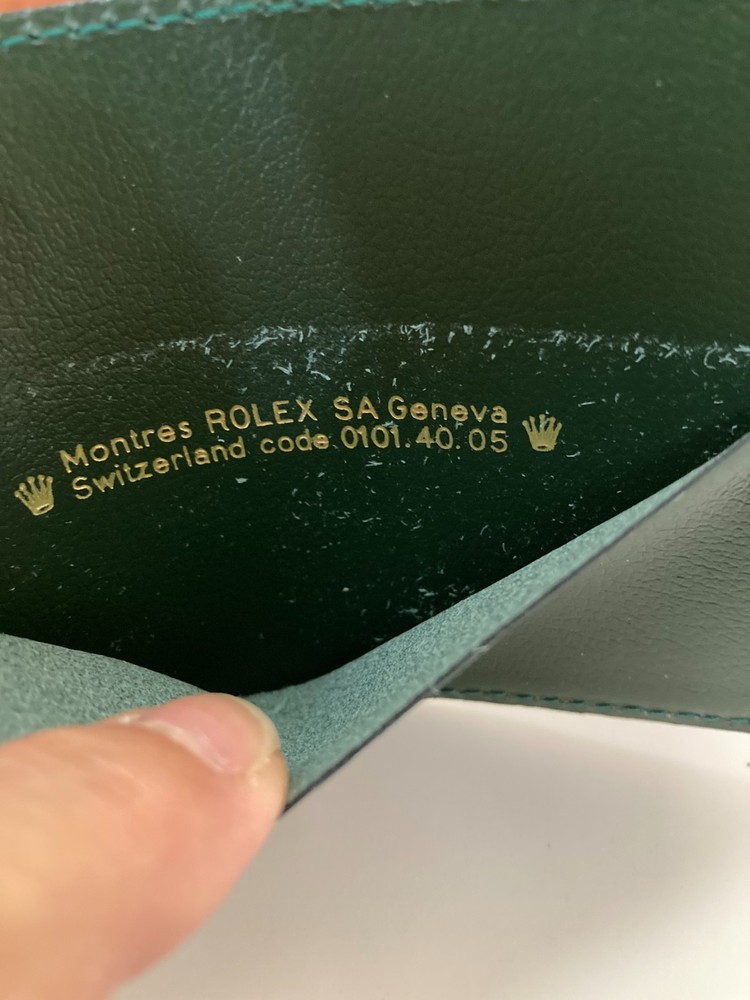 Montres ROLEX SA Geneva
Switzerland code 0101.40.05